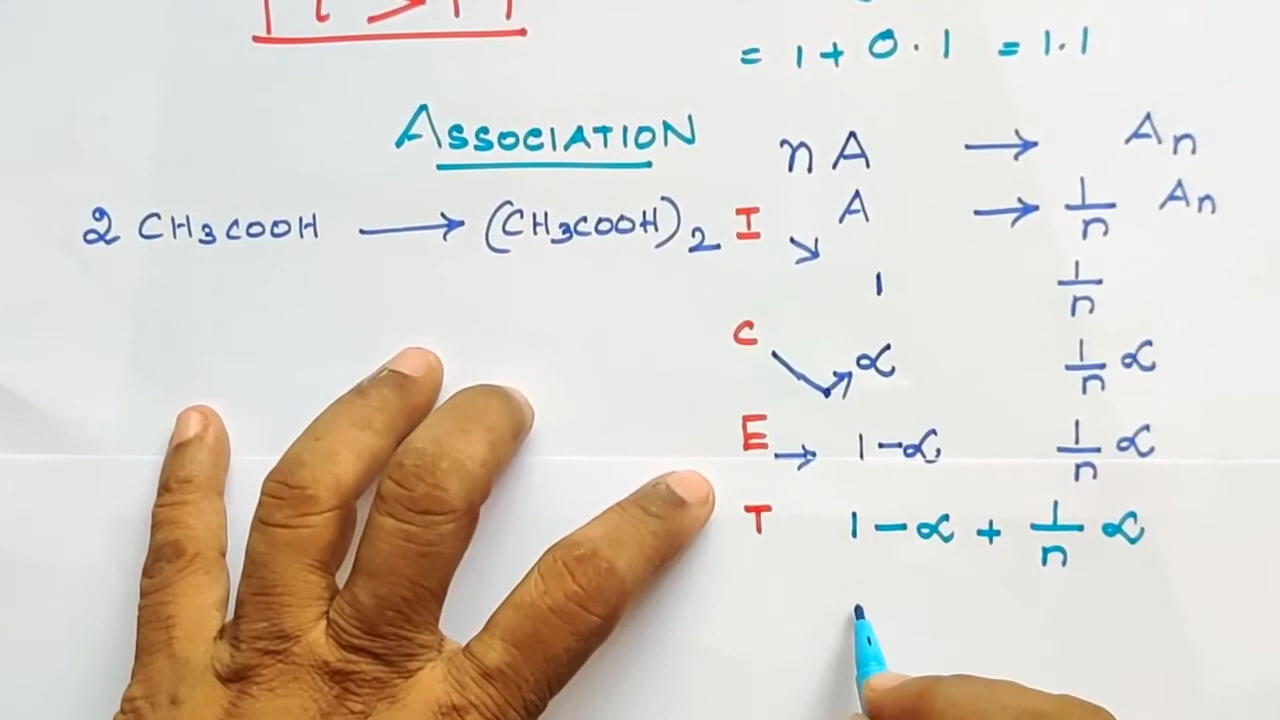 = 1 + 0.1 = 1.1
ASSOCIATION
nA → An
2 CH3COOH → (CH3COOH)2
I A → 1/n An
1 1/n
C α 1/n α
E → 1-α 1/n α
T 1 - α + 1/n α